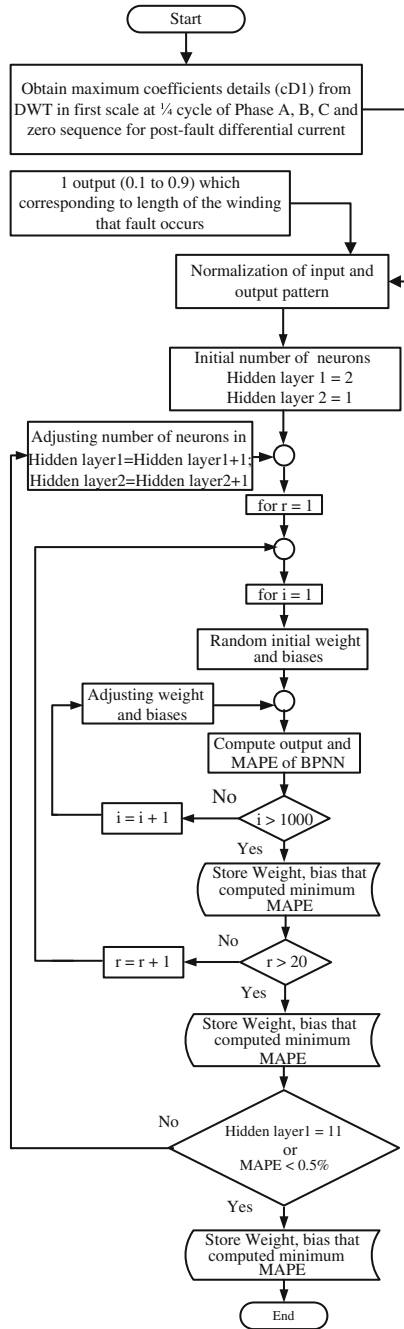 Start
Obtain maximum coefficients details (cD1) from
DWT in first scale at ¼ cycle of Phase A, B, C and
zero sequence for post-fault differential current
1 output (0.1 to 0.9) which
corresponding to length of the winding
that fault occurs
Normalization of input and
output pattern
Initial number of neurons
Hidden layer 1 = 2
Hidden layer 2 = 1
Adjusting number of neurons in
Hidden layer1=Hidden layer1+1;
Hidden layer2=Hidden layer2+1
for r = 1
for i = 1
Random initial weight
and biases
Adjusting weight
and biases
Compute output and
MAPE of BPNN
No
i = i + 1
i > 1000
Yes
Store Weight, bias that
computed minimum
MAPE
No
r = r + 1
r > 20
Yes
Store Weight, bias that
computed minimum
MAPE
No
Hidden layer1 = 11
or
MAPE < 0.5%
Yes
Store Weight, bias that
computed minimum
MAPE
End